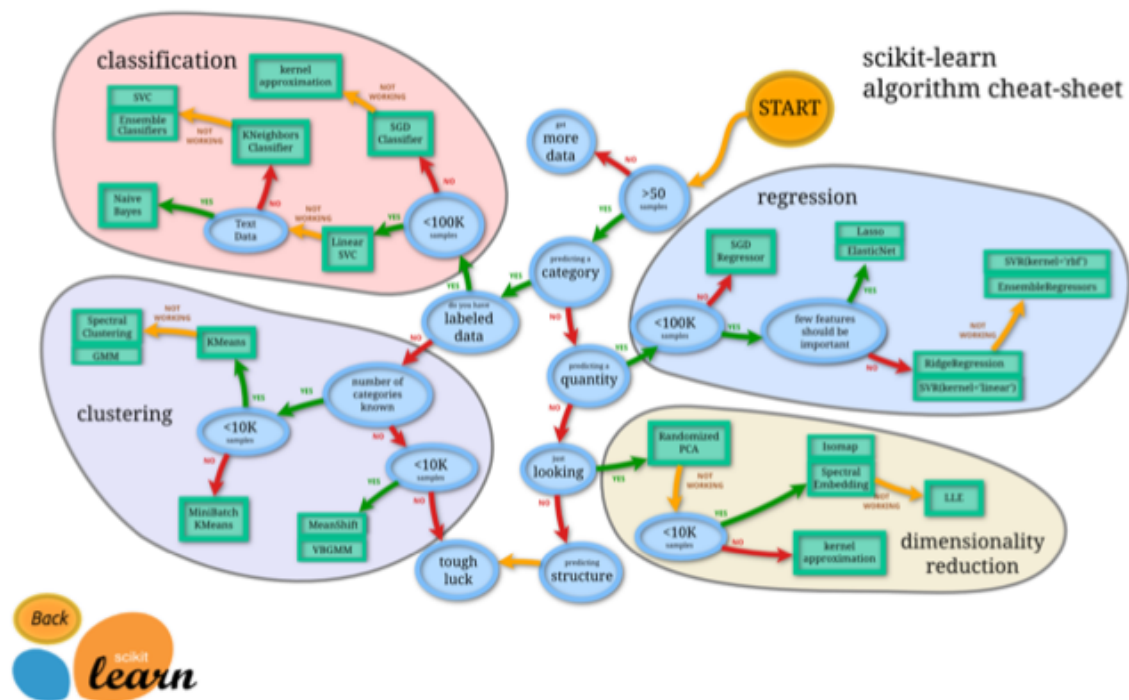 scikit-learn
algorithm cheat-sheet
START
get
more
data
NO
>50
samples
YES
predicting a
category
YES
NO
do you have
labeled
data
YES
NO
predicting a
quantity
YES
NO
just
looking
YES
NO
predicting
structure
tough
luck
classification
kernel
approximation
NOT
WORKING
SGD
Classifier
NO
<100K
samples
YES
Linear
SVC
NOT
WORKING
Text
Data
YES
NO
Naive
Bayes
KNeighbors
Classifier
NOT
WORKING
SVC
Ensemble
Classifiers
clustering
number of
categories
known
YES
NO
<10K
samples
YES
NO
KMeans
NOT
WORKING
Spectral
Clustering
GMM
MiniBatch
KMeans
<10K
samples
YES
NO
MeanShift
VBGMM
regression
<100K
samples
NO
YES
SGD
Regressor
few features
should be
important
YES
NO
Lasso
ElasticNet
RidgeRegression
SVR(kernel='linear')
NOT
WORKING
SVR(kernel='rbf')
EnsembleRegressors
dimensionality
reduction
Randomized
PCA
NOT
WORKING
<10K
samples
YES
NO
Isomap
Spectral
Embedding
NOT
WORKING
LLE
kernel
approximation
Back
scikit
learn